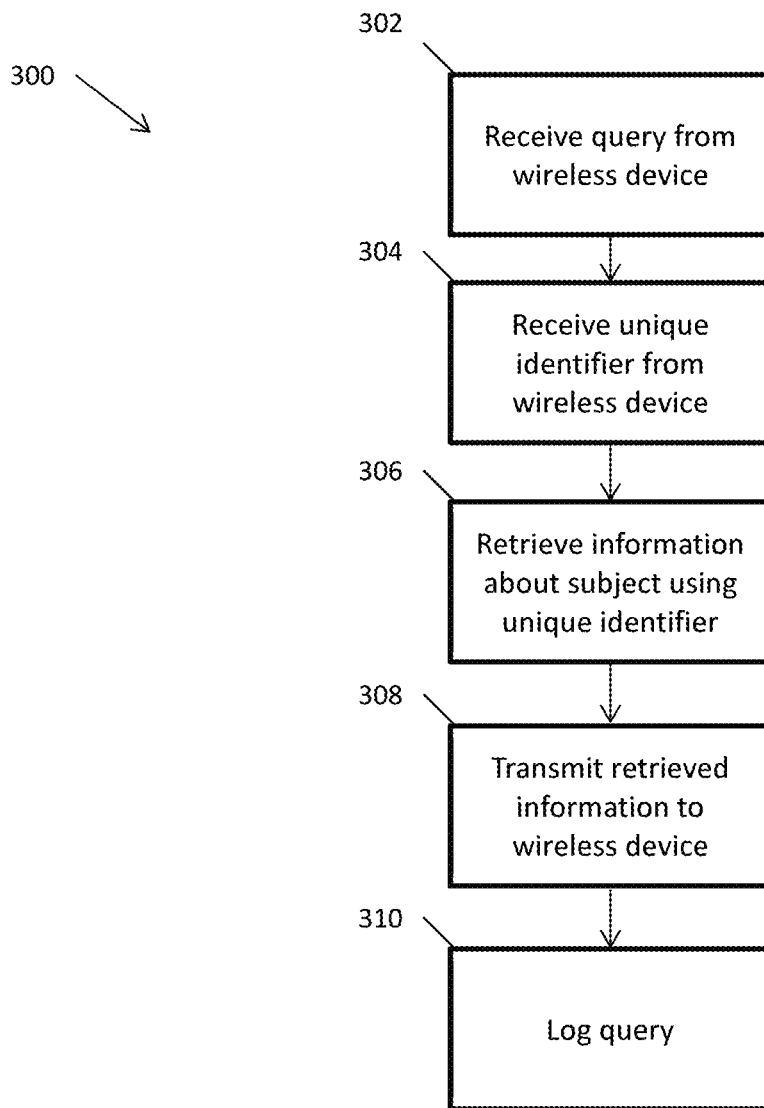 302
300
Receive query from
wireless device
304
Receive unique
identifier from
wireless device
306
Retrieve information
about subject using
unique identifier
308
Transmit retrieved
information to
wireless device
310
Log query